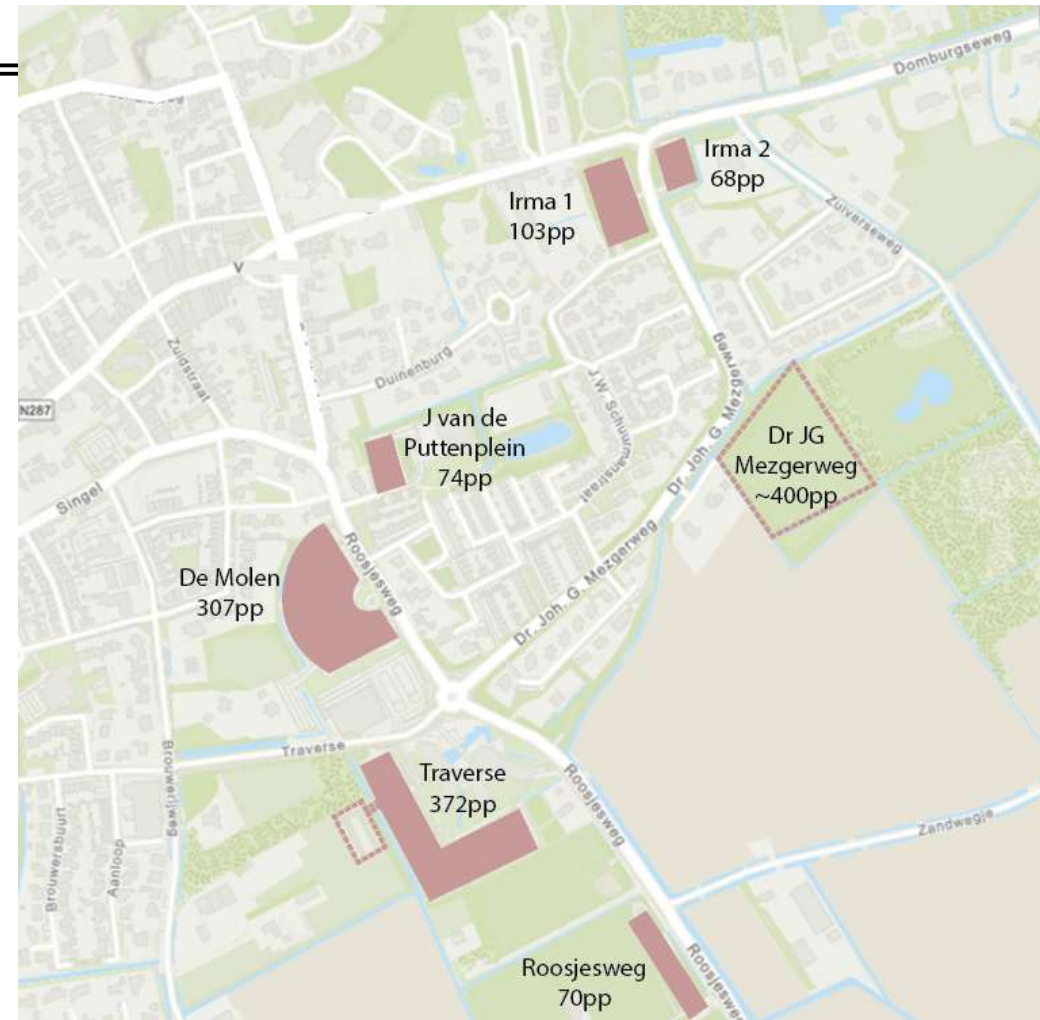 Domburgseweg
Irma 2
68pp
Irma 1
103pp
Zuiverseweg
V
Zuidstraat
Duinenburg
N287
J van de
Puttenplein
74pp
J.W. Schuurmanstraat
Dr. Joh. G. Mezgerweg
Dr JG
Mezgerweg
~400pp
Singel
Roosjesweg
De Molen
307pp
Dr. Joh. G. Mezgerweg
Traverse
Brouwerijweg
Traverse
372pp
Roosjesweg
Zandwegje
Brouwersbuurt
Aanloop
Roosjesweg
70pp
Roosjesweg